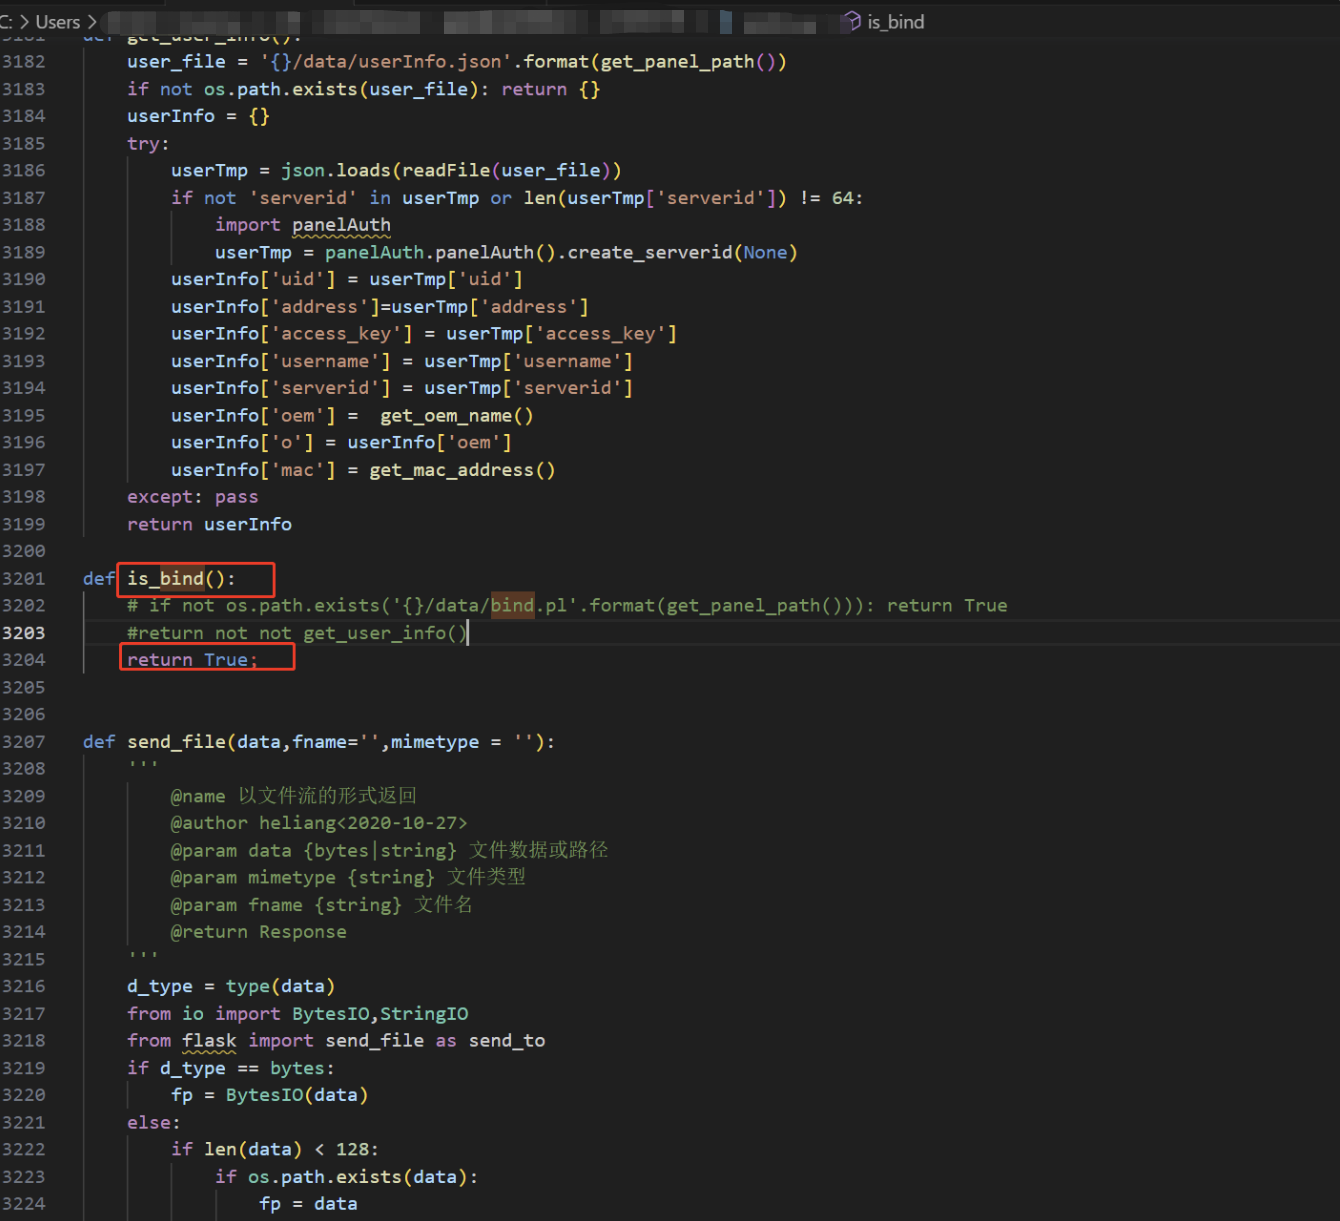 C: > Users > is_bind
3181 def get_user_info():
3182 user_file = '{}/data/userInfo.json'.format(get_panel_path())
3183 if not os.path.exists(user_file): return {}
3184 userInfo = {}
3185 try:
3186 userTmp = json.loads(readFile(user_file))
3187 if not 'serverid' in userTmp or len(userTmp['serverid']) != 64:
3188 import panelAuth
3189 userTmp = panelAuth.panelAuth().create_serverid(None)
3190 userInfo['uid'] = userTmp['uid']
3191 userInfo['address']=userTmp['address']
3192 userInfo['access_key'] = userTmp['access_key']
3193 userInfo['username'] = userTmp['username']
3194 userInfo['serverid'] = userTmp['serverid']
3195 userInfo['oem'] =  get_oem_name()
3196 userInfo['o'] = userInfo['oem']
3197 userInfo['mac'] = get_mac_address()
3198 except: pass
3199 return userInfo
3200
3201 def is_bind():
3202 # if not os.path.exists('{}/data/bind.pl'.format(get_panel_path())): return True
3203 #return not not get_user_info()
3204 return True;
3205
3206
3207 def send_file(data,fname='',mimetype = ''):
3208 '''
3209 @name 以文件流的形式返回
3210 @author heliang<2020-10-27>
3211 @param data {bytes|string} 文件数据或路径
3212 @param mimetype {string} 文件类型
3213 @param fname {string} 文件名
3214 @return Response
3215 '''
3216 d_type = type(data)
3217 from io import BytesIO,StringIO
3218 from flask import send_file as send_to
3219 if d_type == bytes:
3220 fp = BytesIO(data)
3221 else:
3222 if len(data) < 128:
3223 if os.path.exists(data):
3224 fp = data